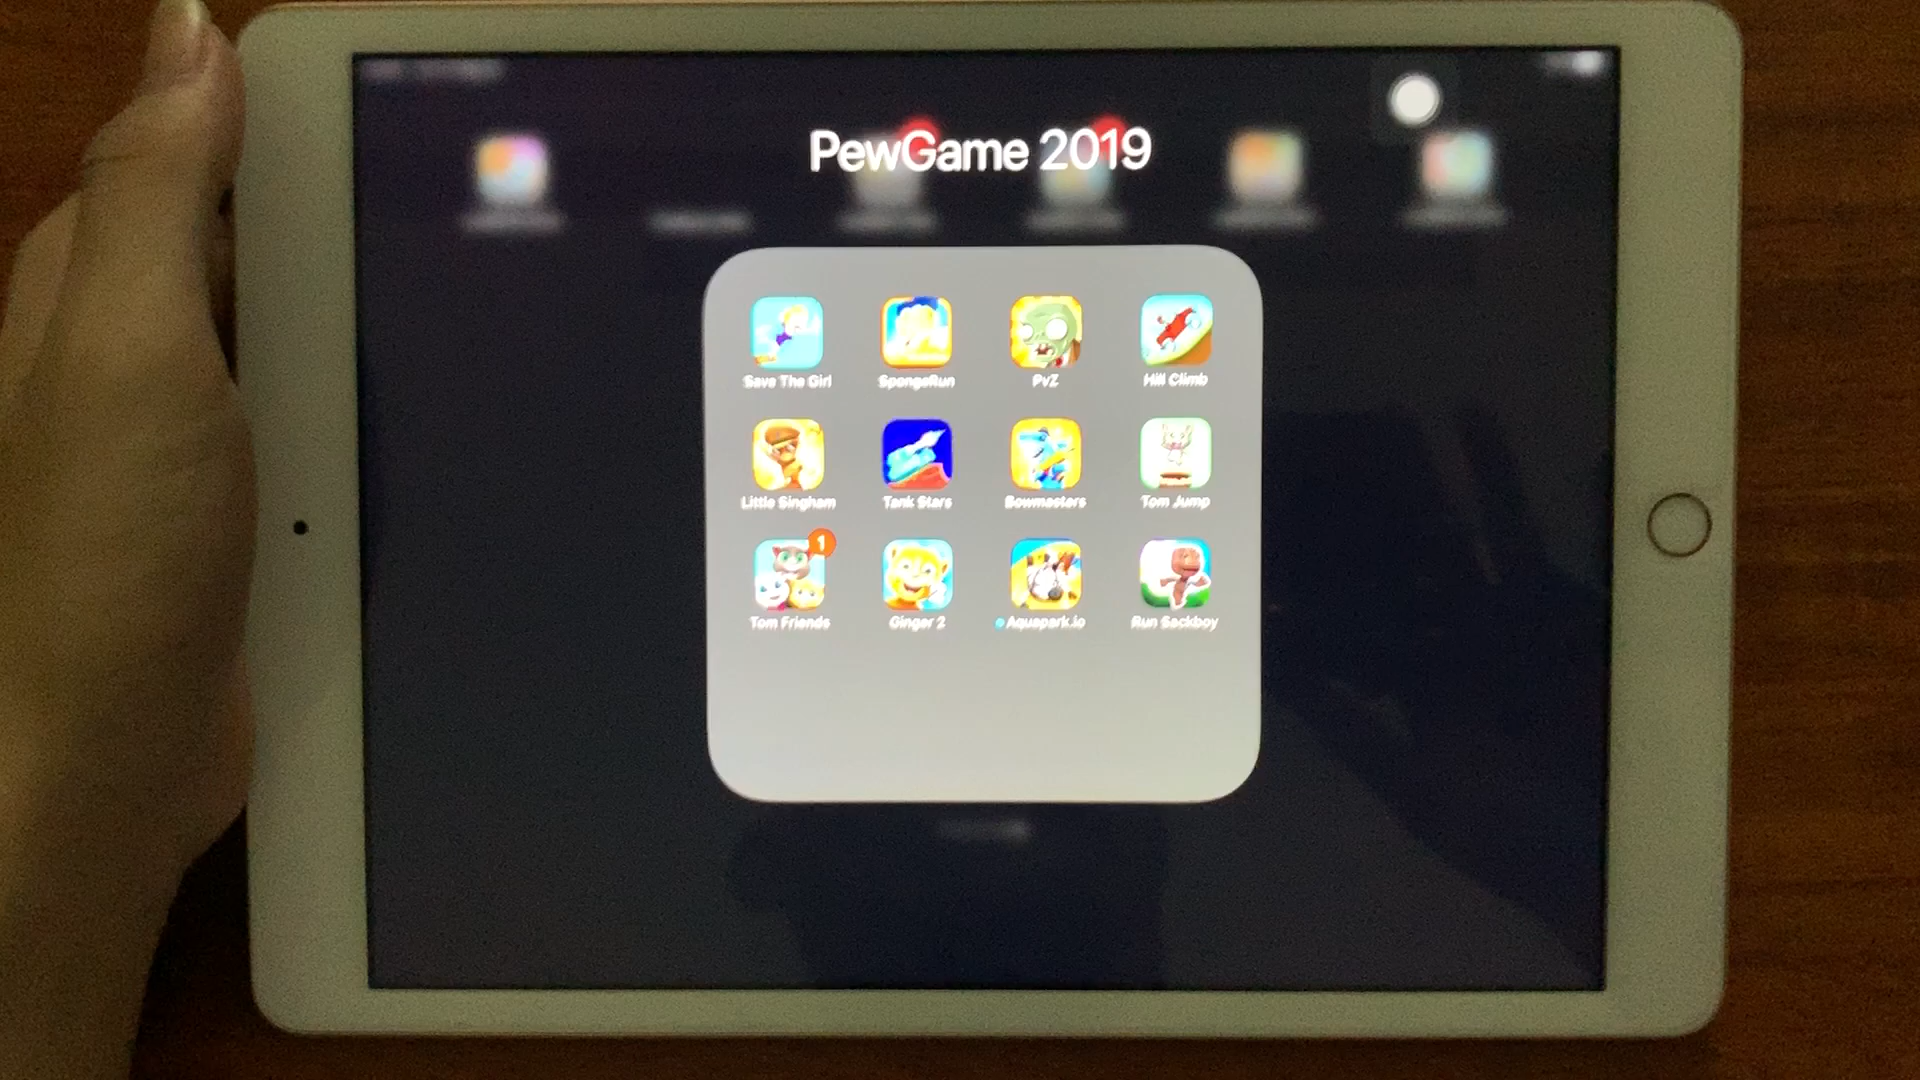 PewGame 2019
Save The Girl SpongeRun PvZ Hill Climb
Little Singham Tank Stars Bowmasters Tom Jump
1
Tom Friends Ginger 2 Aquapark.io Run Sackboy